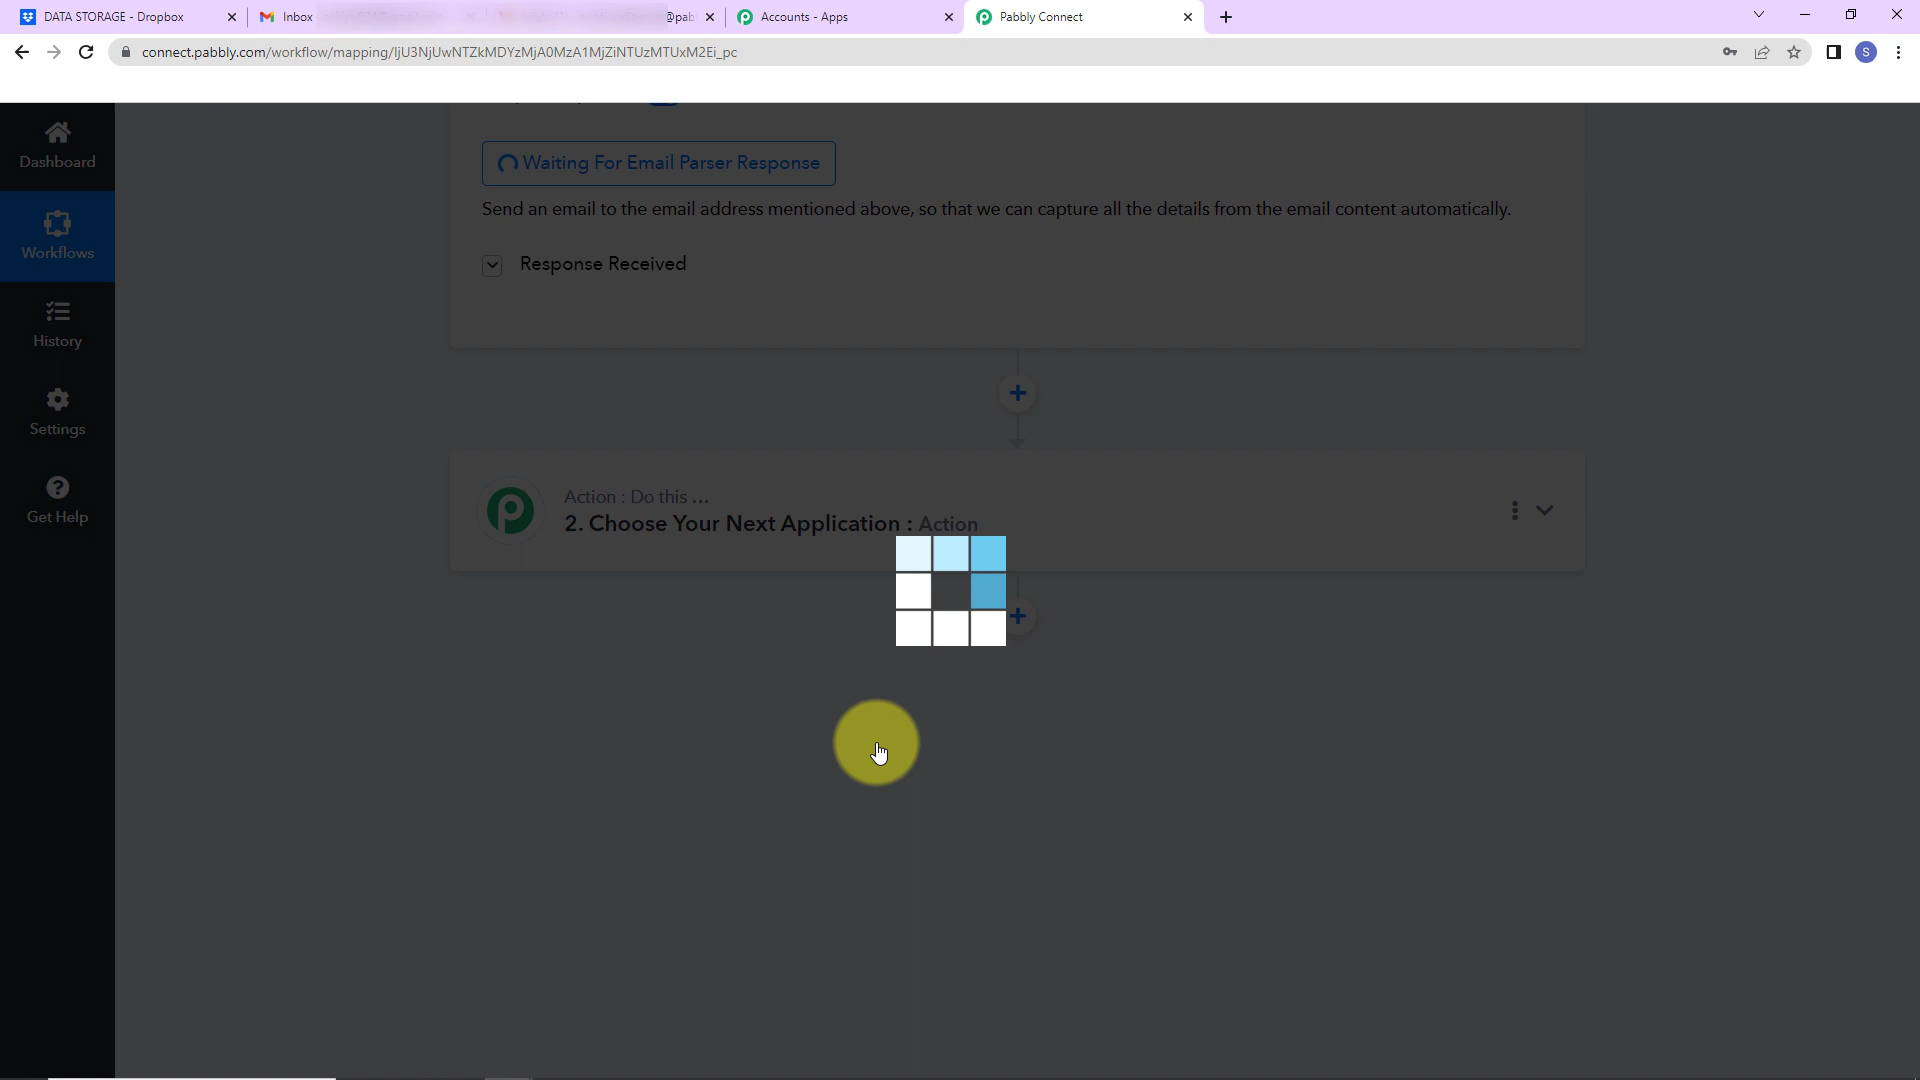 DATA STORAGE - Dropbox
Inbox
@pab
Accounts - Apps
Pabbly Connect
connect.pabbly.com/workflow/mapping/IjU3NjUwNTZkMDYzMjA0MzA1MjZiNTUzMTUxM2Ei_pc
S
Dashboard
Workflows
History
Settings
Get Help
Waiting For Email Parser Response
Send an email to the email address mentioned above, so that we can capture all the details from the email content automatically.
Response Received
Action : Do this ...
2. Choose Your Next Application : Action